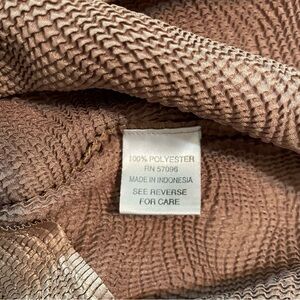 100% POLYESTER
RN 57096
MADE IN INDONESIA
SEE REVERSE
FOR CARE